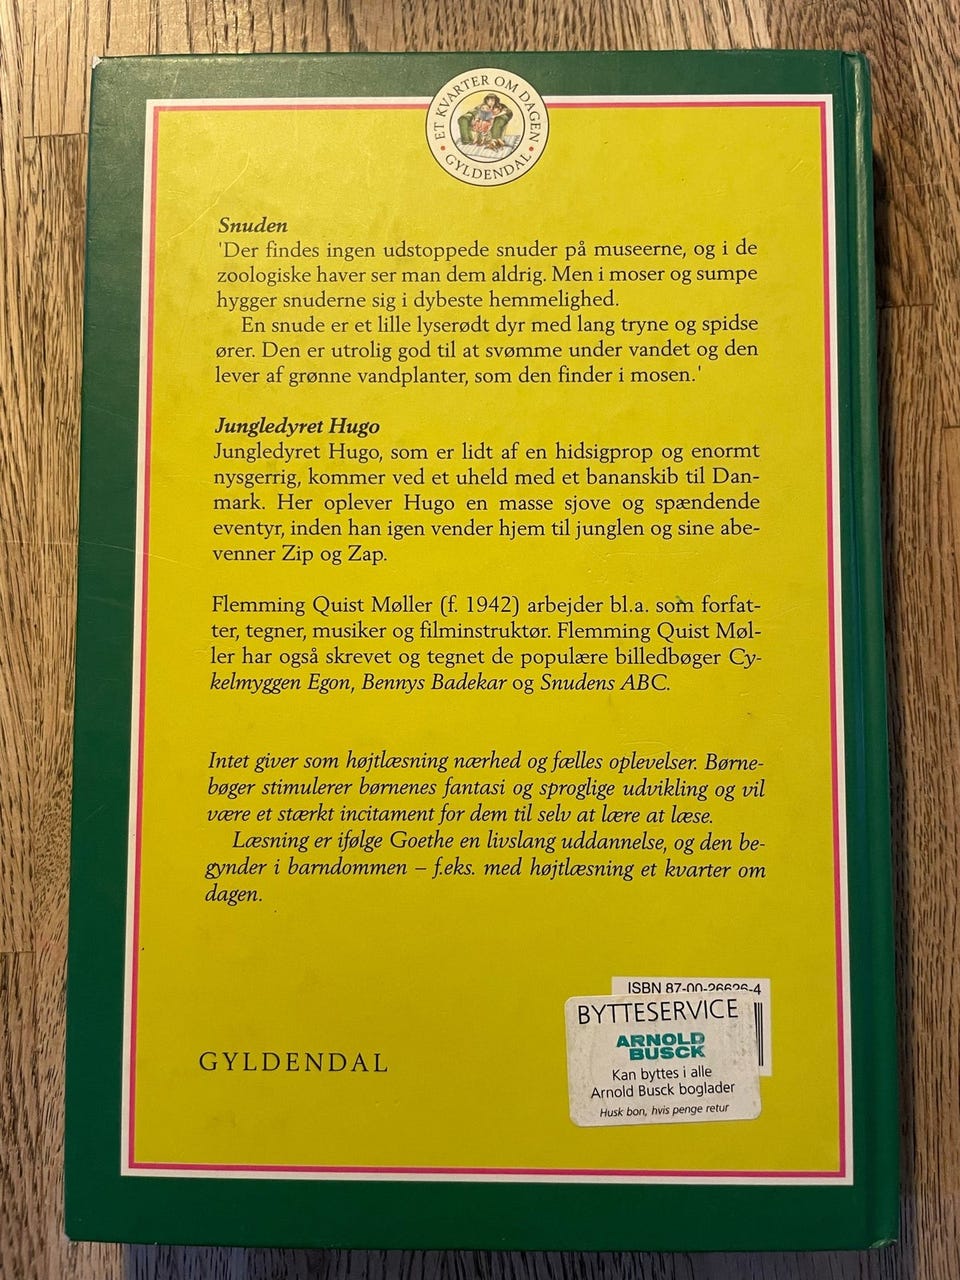 ET KVARTER OM DAGEN
• GYLDENDAL •
Snuden
'Der findes ingen udstoppede snuder på museerne, og i de
zoologiske haver ser man dem aldrig. Men i moser og sumpe
hygger snuderne sig i dybeste hemmelighed.
En snude er et lille lyserødt dyr med lang tryne og spidse
ører. Den er utrolig god til at svømme under vandet og den
lever af grønne vandplanter, som den finder i mosen.'
Jungledyret Hugo
Jungledyret Hugo, som er lidt af en hidsigprop og enormt
nysgerrig, kommer ved et uheld med et bananskib til Dan-
mark. Her oplever Hugo en masse sjove og spændende
eventyr, inden han igen vender hjem til junglen og sine abe-
venner Zip og Zap.
Flemming Quist Møller (f. 1942) arbejder bl.a. som forfat-
ter, tegner, musiker og filminstruktør. Flemming Quist Møl-
ler har også skrevet og tegnet de populære billedbøger Cy-
kelmyggen Egon, Bennys Badekar og Snudens ABC.
Intet giver som højtlæsning nærhed og fælles oplevelser. Børne-
bøger stimulerer børnenes fantasi og sproglige udvikling og vil
være et stærkt incitament for dem til selv at lære at læse.
Læsning er ifølge Goethe en livslang uddannelse, og den be-
gynder i barndommen – f.eks. med højtlæsning et kvarter om
dagen.
ISBN 87-00-26626-4
BYTTESERVICE
ARNOLD
BUSCK
Kan byttes i alle
Arnold Busck boglader
Husk bon, hvis penge retur
GYLDENDAL